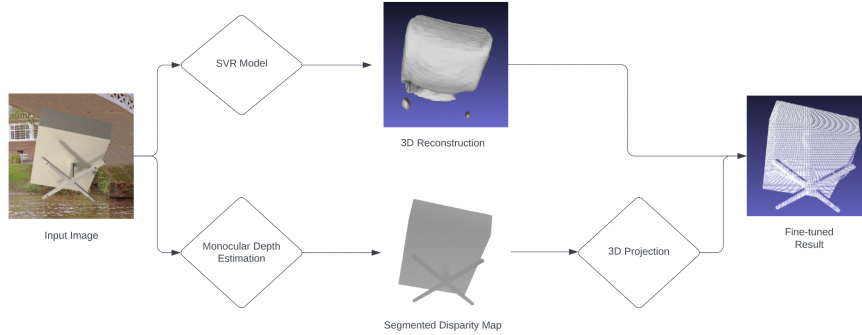 SVR Model
3D Reconstruction
Input Image
Monocular Depth
Estimation
3D Projection
Fine-tuned
Result
Segmented Disparity Map